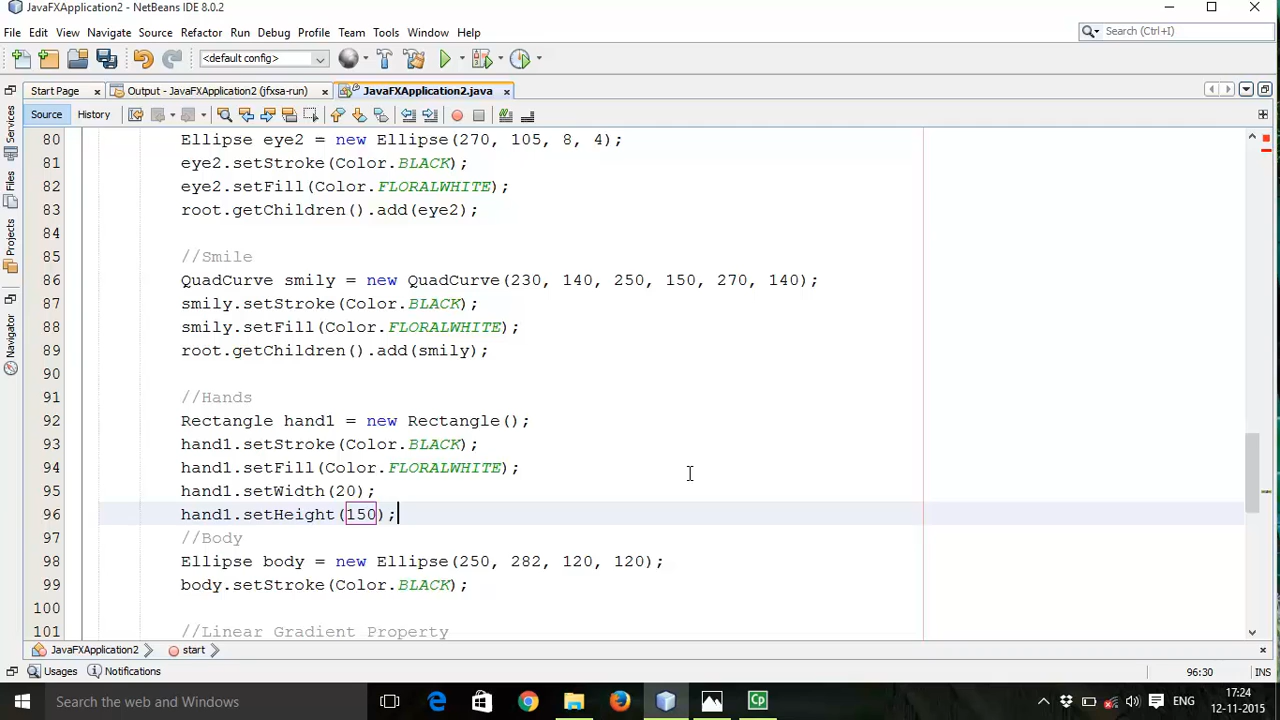 JavaFXApplication2 - NetBeans IDE 8.0.2
File Edit View Navigate Source Refactor Run Debug Profile Team Tools Window Help
Search (Ctrl+I)
<default config>
Start Page Output - JavaFXApplication2 (jfxsa-run) JavaFXApplication2.java
Source History
Services
Files
Projects
Navigator
80 Ellipse eye2 = new Ellipse(270, 105, 8, 4);
81 eye2.setStroke(Color.BLACK);
82 eye2.setFill(Color.FLORALWHITE);
83 root.getChildren().add(eye2);
84
85 //Smile
86 QuadCurve smily = new QuadCurve(230, 140, 250, 150, 270, 140);
87 smily.setStroke(Color.BLACK);
88 smily.setFill(Color.FLORALWHITE);
89 root.getChildren().add(smily);
90
91 //Hands
92 Rectangle hand1 = new Rectangle();
93 hand1.setStroke(Color.BLACK);
94 hand1.setFill(Color.FLORALWHITE);
95 hand1.setWidth(20);
96 hand1.setHeight(150);
97 //Body
98 Ellipse body = new Ellipse(250, 282, 120, 120);
99 body.setStroke(Color.BLACK);
100
101 //Linear Gradient Property
JavaFXApplication2 start
Usages Notifications
96:30 INS
Search the web and Windows
Cp
ENG
17:24
12-11-2015